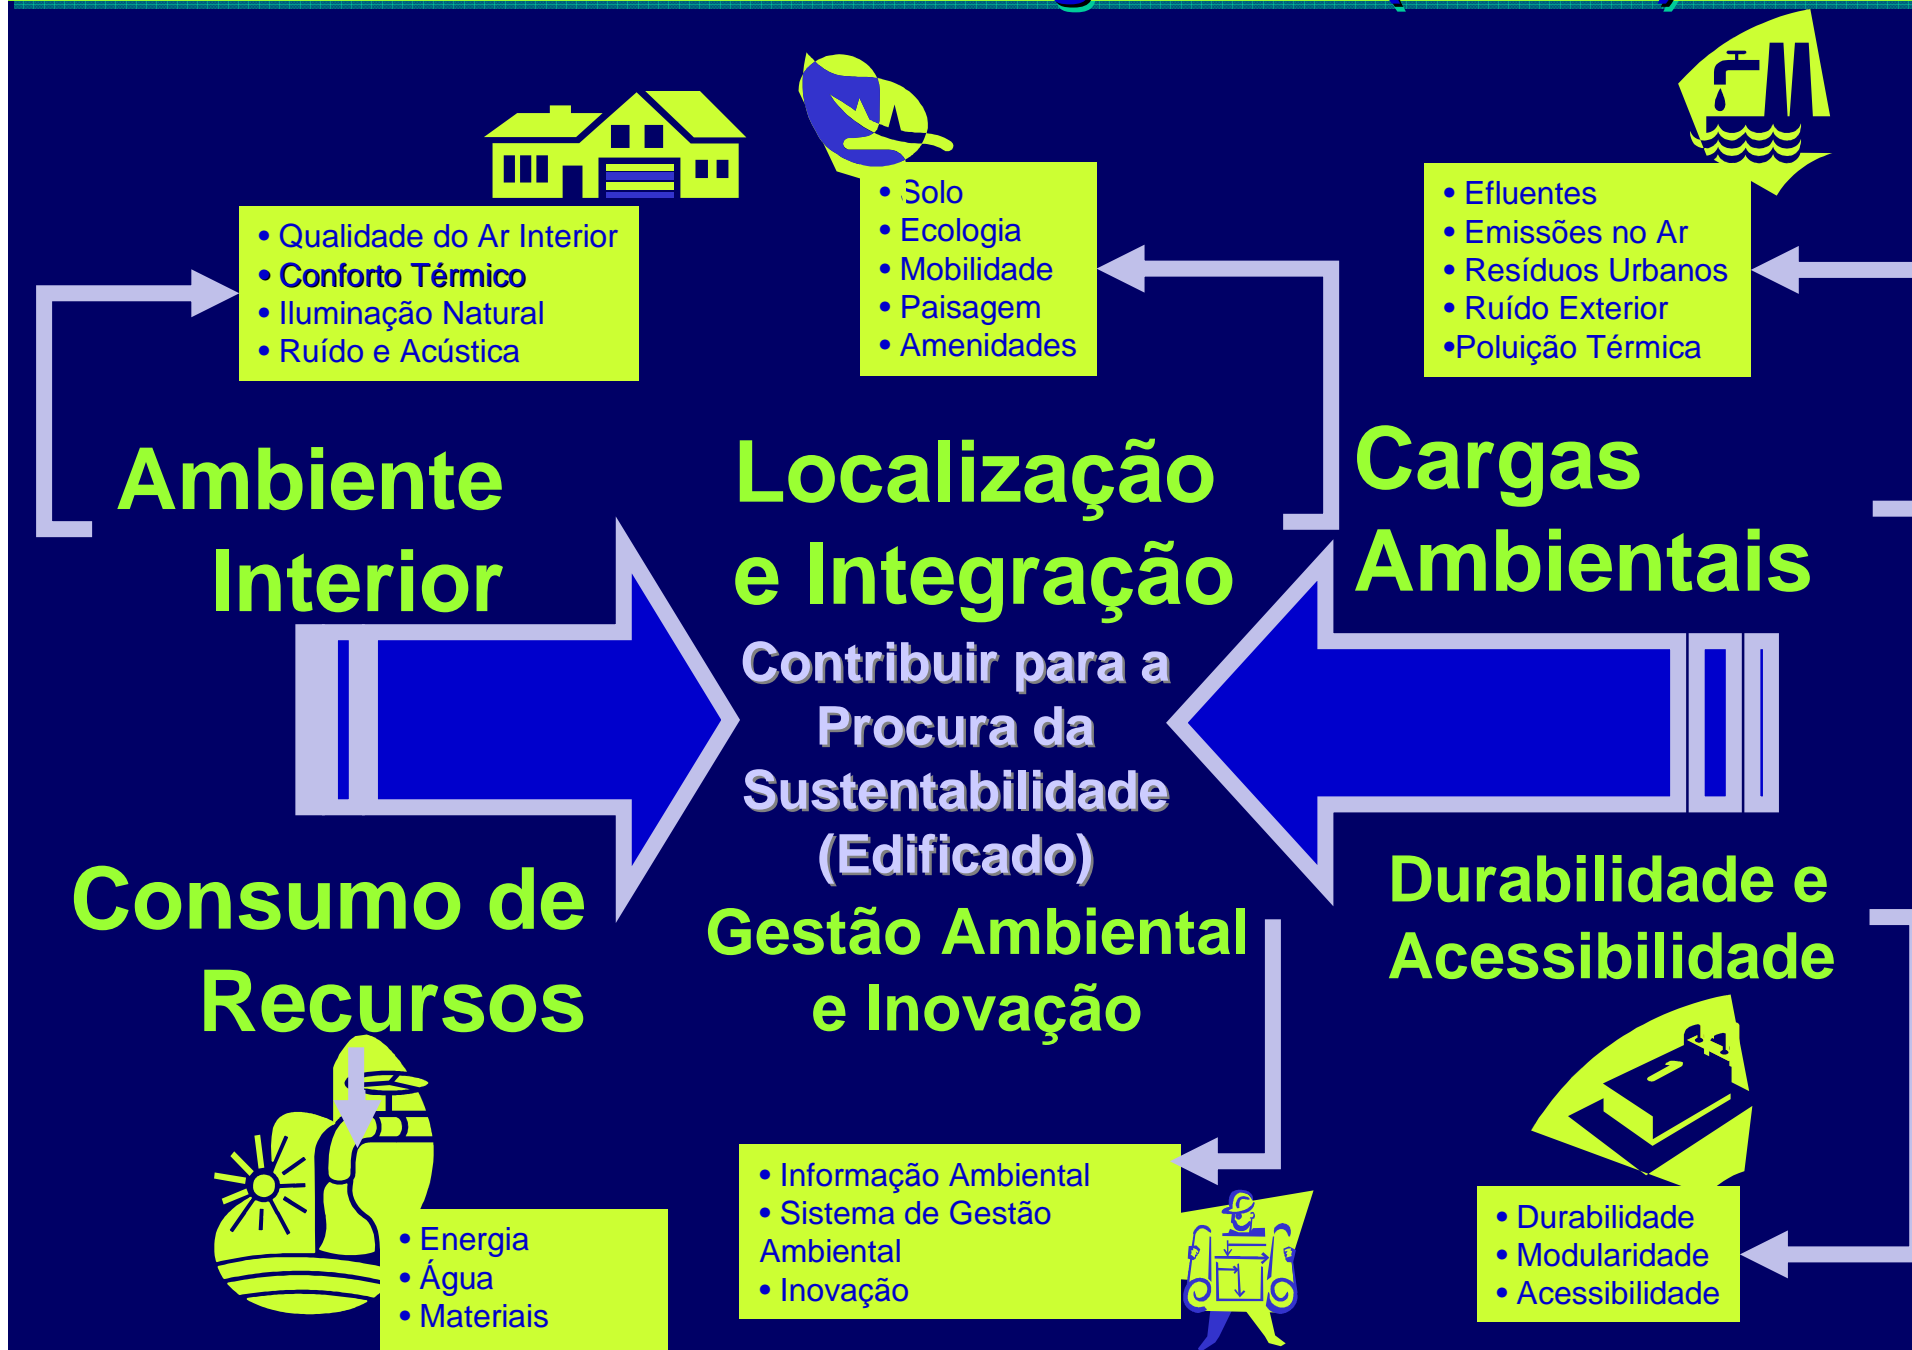 • Qualidade do Ar Interior
• Conforto Térmico
• Iluminação Natural
• Ruído e Acústica
• Solo
• Ecologia
• Mobilidade
• Paisagem
• Amenidades
• Efluentes
• Emissões no Ar
• Resíduos Urbanos
• Ruído Exterior
•Poluição Térmica
Ambiente
Interior
Localização
e Integração
Cargas
Ambientais
Contribuir para a
Procura da
Sustentabilidade
(Edificado)
Consumo de
Recursos
Gestão Ambiental
e Inovação
Durabilidade e
Acessibilidade
• Energia
• Água
• Materiais
• Informação Ambiental
• Sistema de Gestão
Ambiental
• Inovação
• Durabilidade
• Modularidade
• Acessibilidade